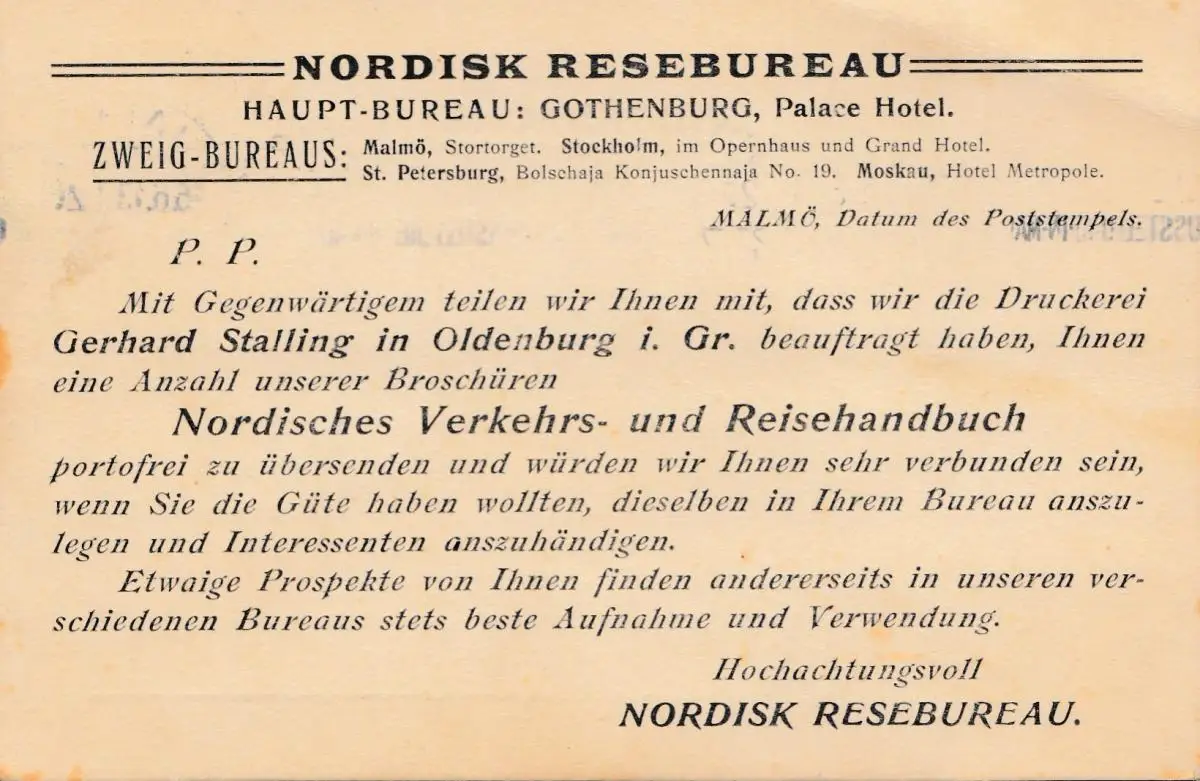 NORDISK RESEBUREAU
HAUPT-BUREAU: GOTHENBURG, Palace Hotel.
ZWEIG-BUREAUS: Malmö, Stortorget. Stockholm, im Opernhaus und Grand Hotel.
St. Petersburg, Bolschaja Konjuschennaja No. 19. Moskau, Hotel Metropole.
MALMÖ, Datum des Poststempels.
P. P.
Mit Gegenwärtigem teilen wir Ihnen mit, dass wir die Druckerei
Gerhard Stalling in Oldenburg i. Gr. beauftragt haben, Ihnen
eine Anzahl unserer Broschüren
Nordisches Verkehrs- und Reisehandbuch
portofrei zu übersenden und würden wir Ihnen sehr verbunden sein,
wenn Sie die Güte haben wollten, dieselben in Ihrem Bureau anszu-
legen und Interessenten anszuhändigen.
Etwaige Prospekte von Ihnen finden andererseits in unseren ver-
schiedenen Bureaus stets beste Aufnahme und Verwendung.
Hochachtungsvoll
NORDISK RESEBUREAU.